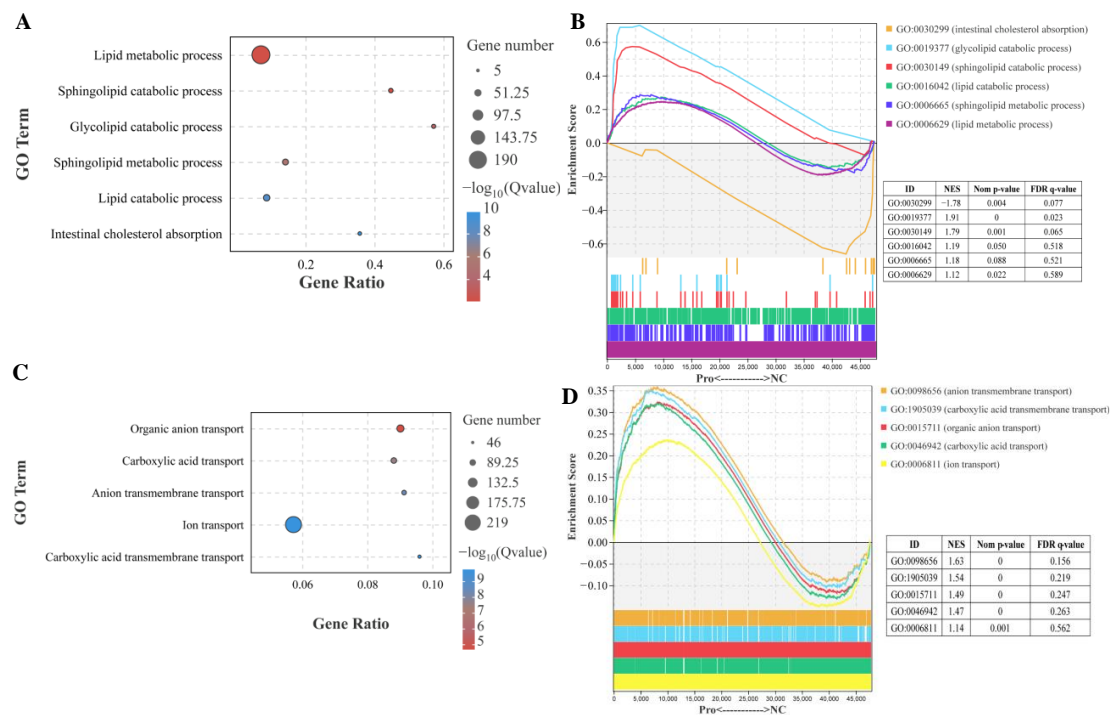 A
GO Term
Lipid metabolic process
Sphingolipid catabolic process
Glycolipid catabolic process
Sphingolipid metabolic process
Lipid catabolic process
Intestinal cholesterol absorption
0.2 0.4 0.6
Gene Ratio
Gene number
5
51.25
97.5
143.75
190
−log10(Qvalue)
10
8
6
4
B
Enrichment Score
0.6
0.4
0.2
0.0
−0.2
−0.4
−0.6
0 5,000 10,000 15,000 20,000 25,000 30,000 35,000 40,000 45,000
Pro<----------->NC
GO:0030299 (intestinal cholesterol absorption)
GO:0019377 (glycolipid catabolic process)
GO:0030149 (sphingolipid catabolic process)
GO:0016042 (lipid catabolic process)
GO:0006665 (sphingolipid metabolic process)
GO:0006629 (lipid metabolic process)
ID NES Nom p-value FDR q-value
GO:0030299 −1.78 0.004 0.077
GO:0019377 1.91 0 0.023
GO:0030149 1.79 0.001 0.065
GO:0016042 1.19 0.050 0.518
GO:0006665 1.18 0.088 0.521
GO:0006629 1.12 0.022 0.589
C
GO Term
Organic anion transport
Carboxylic acid transport
Anion transmembrane transport
Ion transport
Carboxylic acid transmembrane transport
0.06 0.08 0.10
Gene Ratio
Gene number
46
89.25
132.5
175.75
219
−log10(Qvalue)
9
8
7
6
5
D
Enrichment Score
0.35
0.30
0.25
0.20
0.15
0.10
0.05
0.00
−0.05
−0.10
0 5,000 10,000 15,000 20,000 25,000 30,000 35,000 40,000 45,000
Pro<----------->NC
GO:0098656 (anion transmembrane transport)
GO:1905039 (carboxylic acid transmembrane transport)
GO:0015711 (organic anion transport)
GO:0046942 (carboxylic acid transport)
GO:0006811 (ion transport)
ID NES Nom p-value FDR q-value
GO:0098656 1.63 0 0.156
GO:1905039 1.54 0 0.219
GO:0015711 1.49 0 0.247
GO:0046942 1.47 0 0.263
GO:0006811 1.14 0.001 0.562